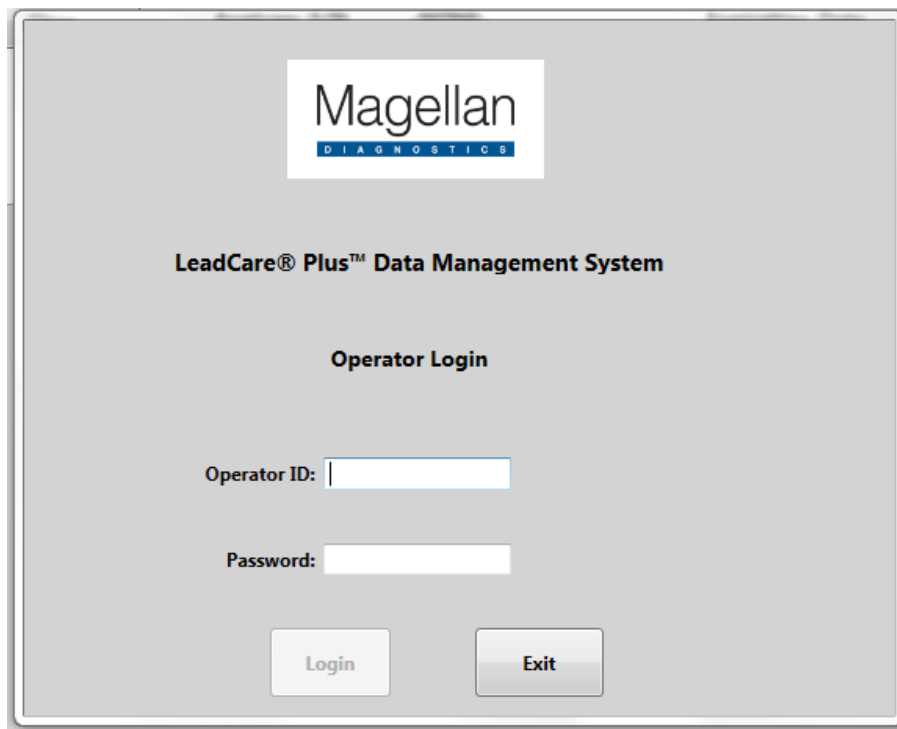 Magellan
DIAGNOSTICS
LeadCare® Plus™ Data Management System
Operator Login
Operator ID:
Password:
Login Exit